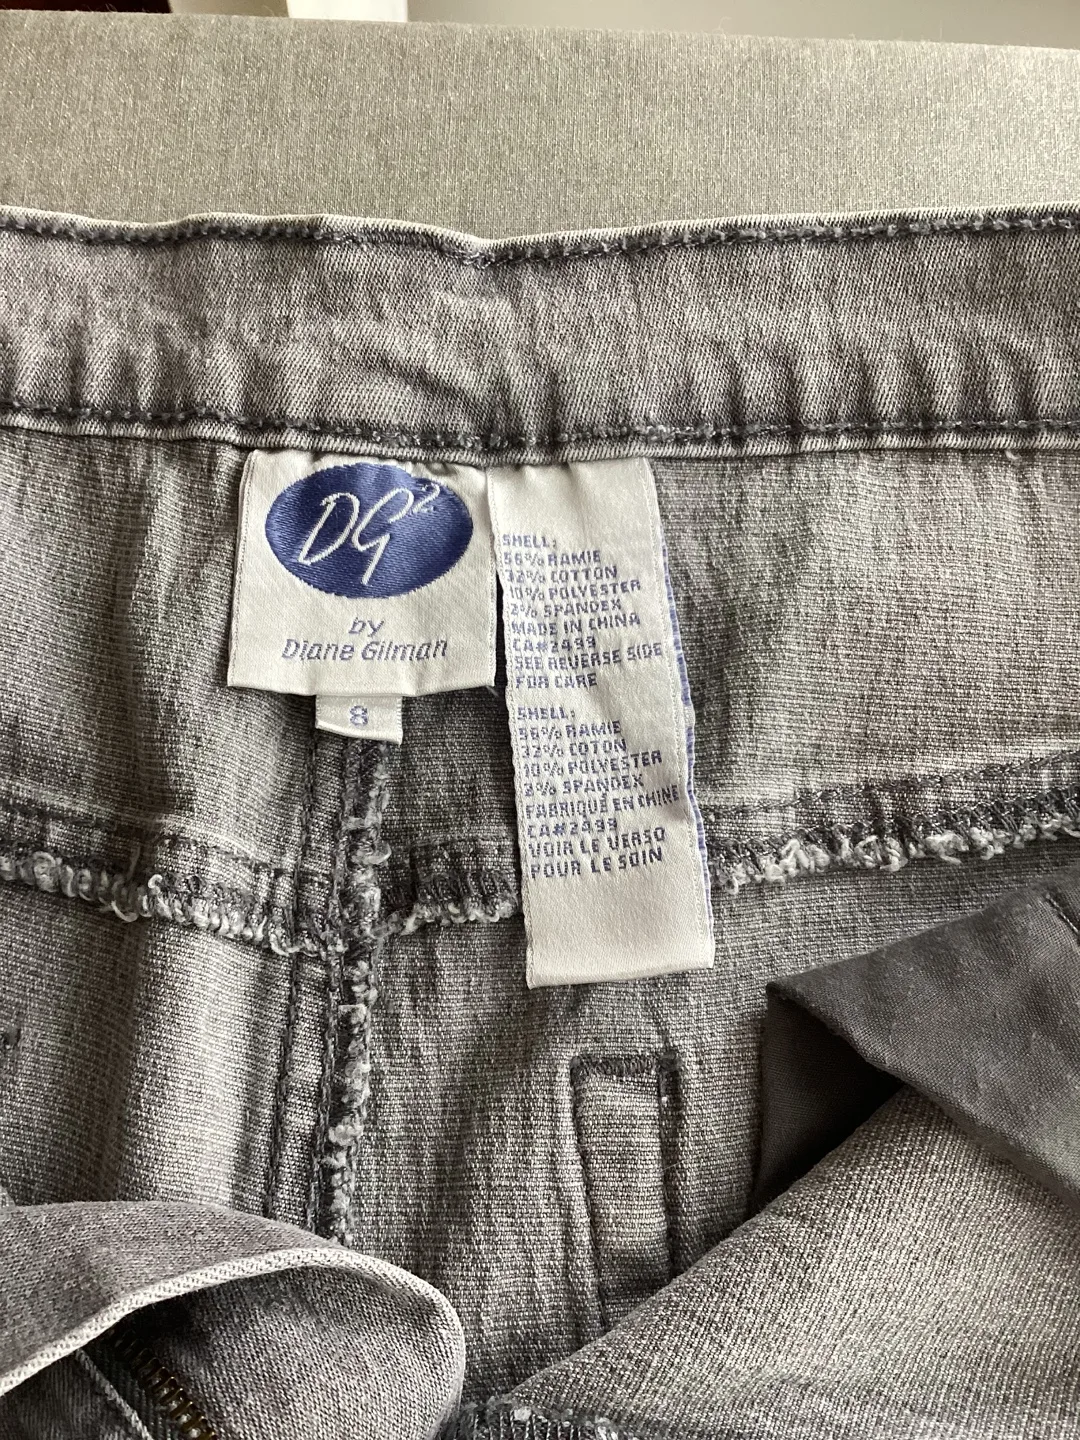 DG2
by
Diane Gilman
8
SHELL:
56% RAMIE
32% COTTON
10% POLYESTER
2% SPANDEX
MADE IN CHINA
CA#2499
SEE REVERSE SIDE
FOR CARE
SHELL:
56% RAMIE
32% COTON
10% POLYESTER
2% SPANDEX
FABRIQUÉ EN CHINE
CA#2499
VOIR LE VERSO
POUR LE SOIN